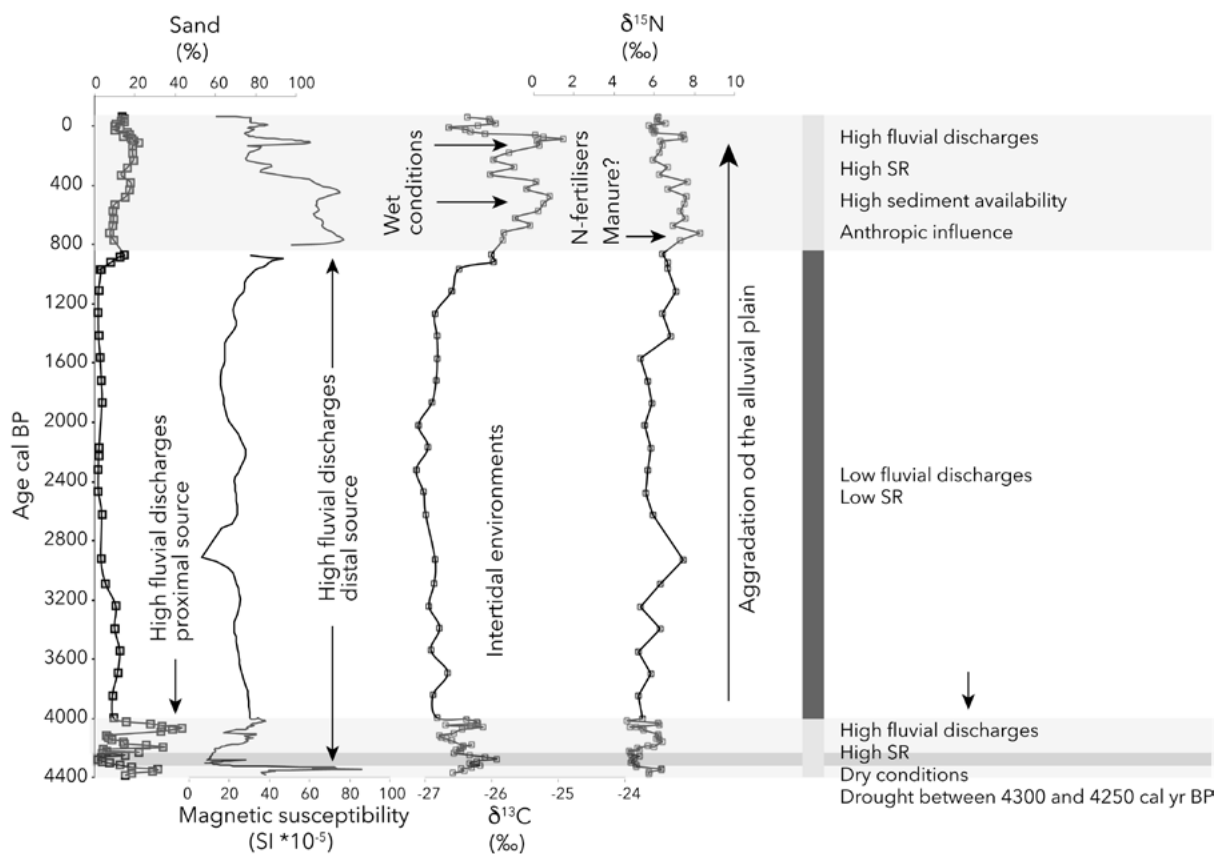 Sand
(%)
0 20 40 60 80 100
δ¹⁵N
(‰)
0 2 4 6 8 10
Age cal BP
0
400
800
1200
1600
2000
2400
2800
3200
3600
4000
4400
High fluvial discharges
proximal source
High fluvial discharges
distal source
Wet
conditions
Intertidal environments
N-fertilisers
Manure?
Aggradation od the alluvial plain
High fluvial discharges
High SR
High sediment availability
Anthropic influence
Low fluvial discharges
Low SR
High fluvial discharges
High SR
Dry conditions
Drought between 4300 and 4250 cal yr BP
0 20 40 60 80 100
Magnetic susceptibility
(SI *10⁻⁵)
-27 -26 -25 -24
δ¹³C
(‰)